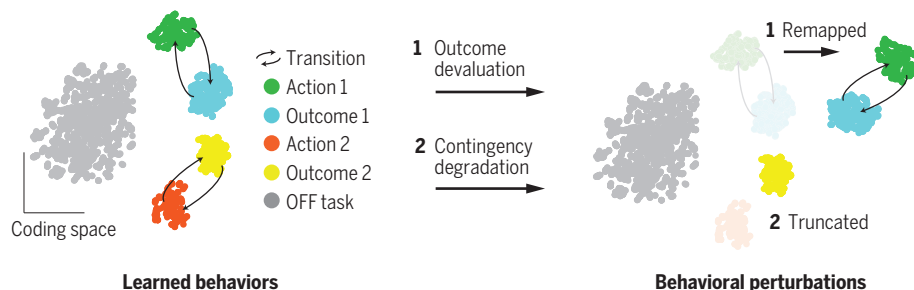 Transition
Action 1
Outcome 1
Action 2
Outcome 2
OFF task
Coding space
Learned behaviors
1 Outcome
devaluation
2 Contingency
degradation
1 Remapped
2 Truncated
Behavioral perturbations